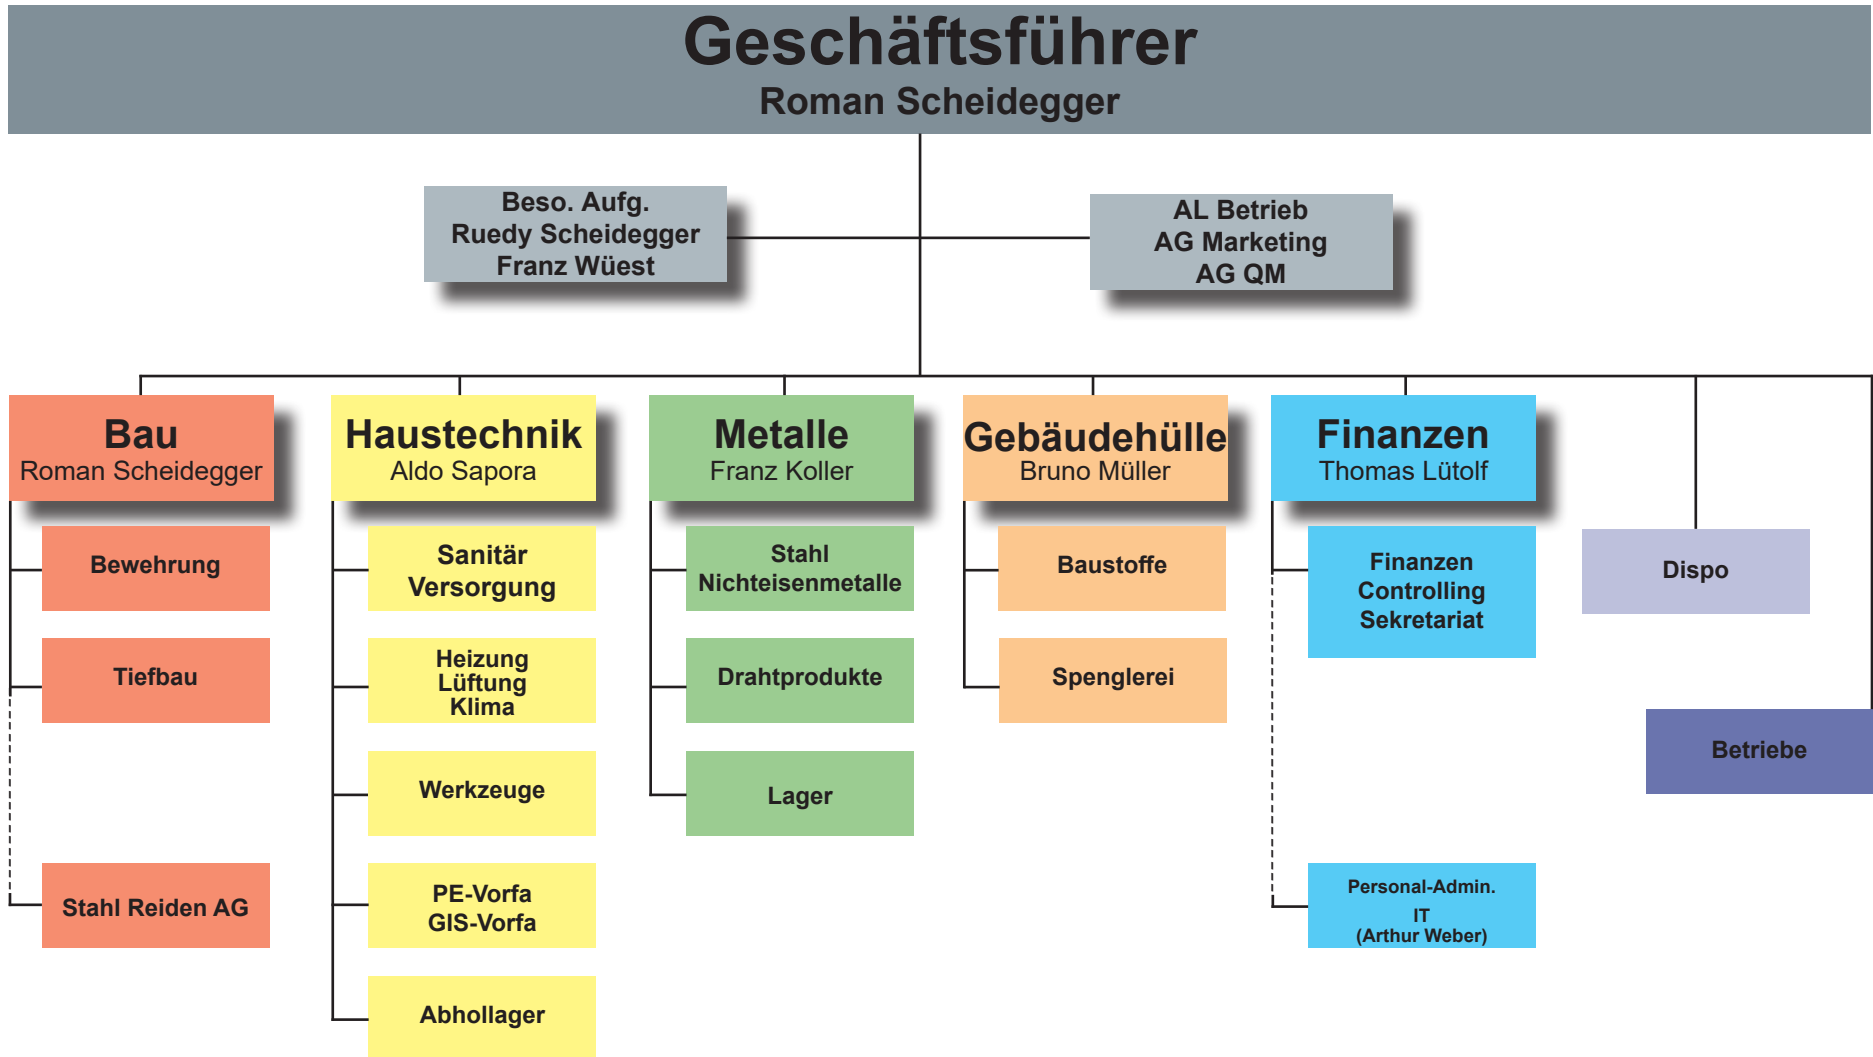 Geschäftsführer
Roman Scheidegger
Beso. Aufg.
Ruedy Scheidegger
Franz Wüest
AL Betrieb
AG Marketing
AG QM
Bau
Roman Scheidegger
Bewehrung
Tiefbau
Stahl Reiden AG
Haustechnik
Aldo Sapora
Sanitär
Versorgung
Heizung
Lüftung
Klima
Werkzeuge
PE-Vorfa
GIS-Vorfa
Abhollager
Metalle
Franz Koller
Stahl
Nichteisenmetalle
Drahtprodukte
Lager
Gebäudehülle
Bruno Müller
Baustoffe
Spenglerei
Finanzen
Thomas Lütolf
Finanzen
Controlling
Sekretariat
Personal-Admin.
IT
(Arthur Weber)
Dispo
Betriebe